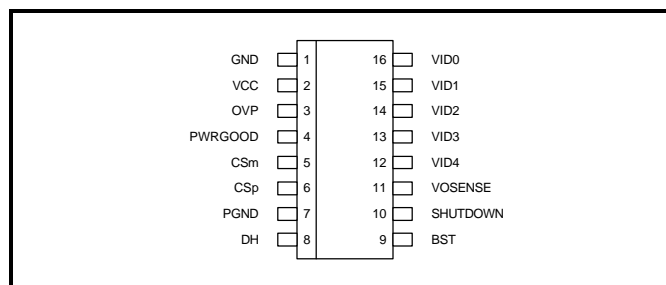 GND 1 16 VID0
VCC 2 15 VID1
OVP 3 14 VID2
PWRGOOD 4 13 VID3
CSm 5 12 VID4
CSp 6 11 VOSENSE
PGND 7 10 SHUTDOWN
DH 8 9 BST